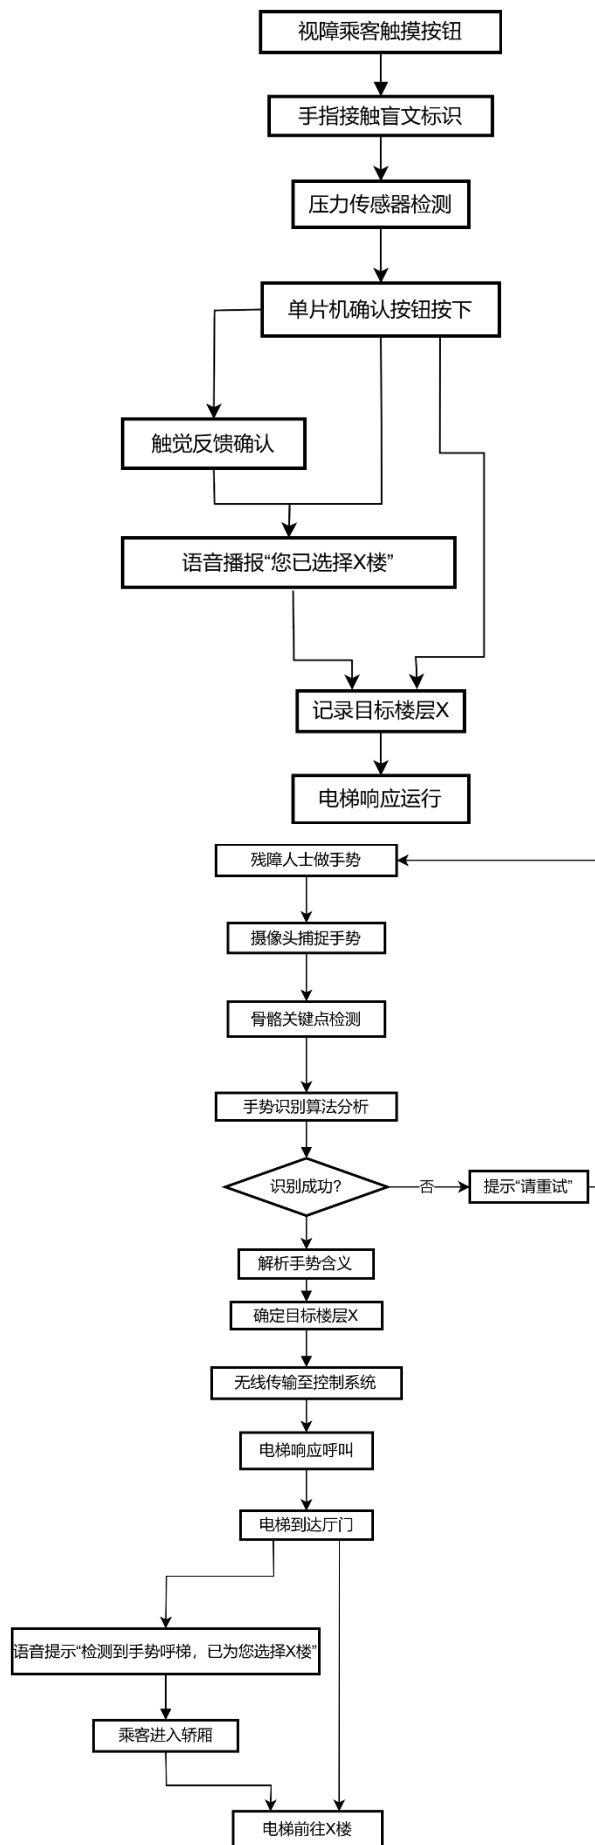 视障乘客触摸按钮
手指接触盲文标识
压力传感器检测
单片机确认按钮按下
触觉反馈确认
语音播报“您已选择X楼”
记录目标楼层X
电梯响应运行
残障人士做手势
摄像头捕捉手势
骨骼关键点检测
手势识别算法分析
识别成功?
否
提示“请重试”
解析手势含义
确定目标楼层X
无线传输至控制系统
电梯响应呼叫
电梯到达厅门
语音提示“检测到手势呼梯，已为您选择X楼”
乘客进入轿厢
电梯前往X楼